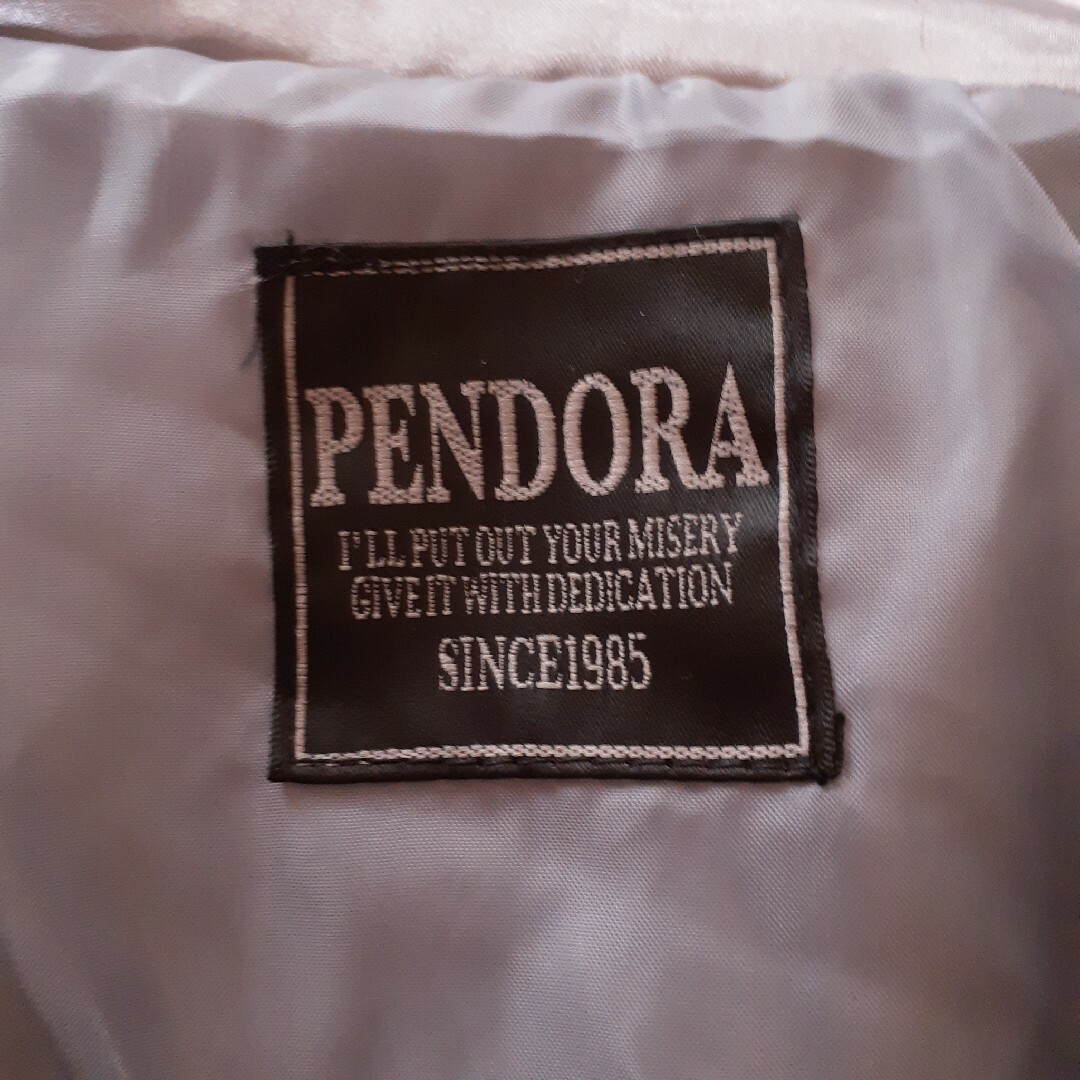 PENDORA
I'LL PUT OUT YOUR MISERY
GIVE IT WITH DEDICATION
SINCE1985